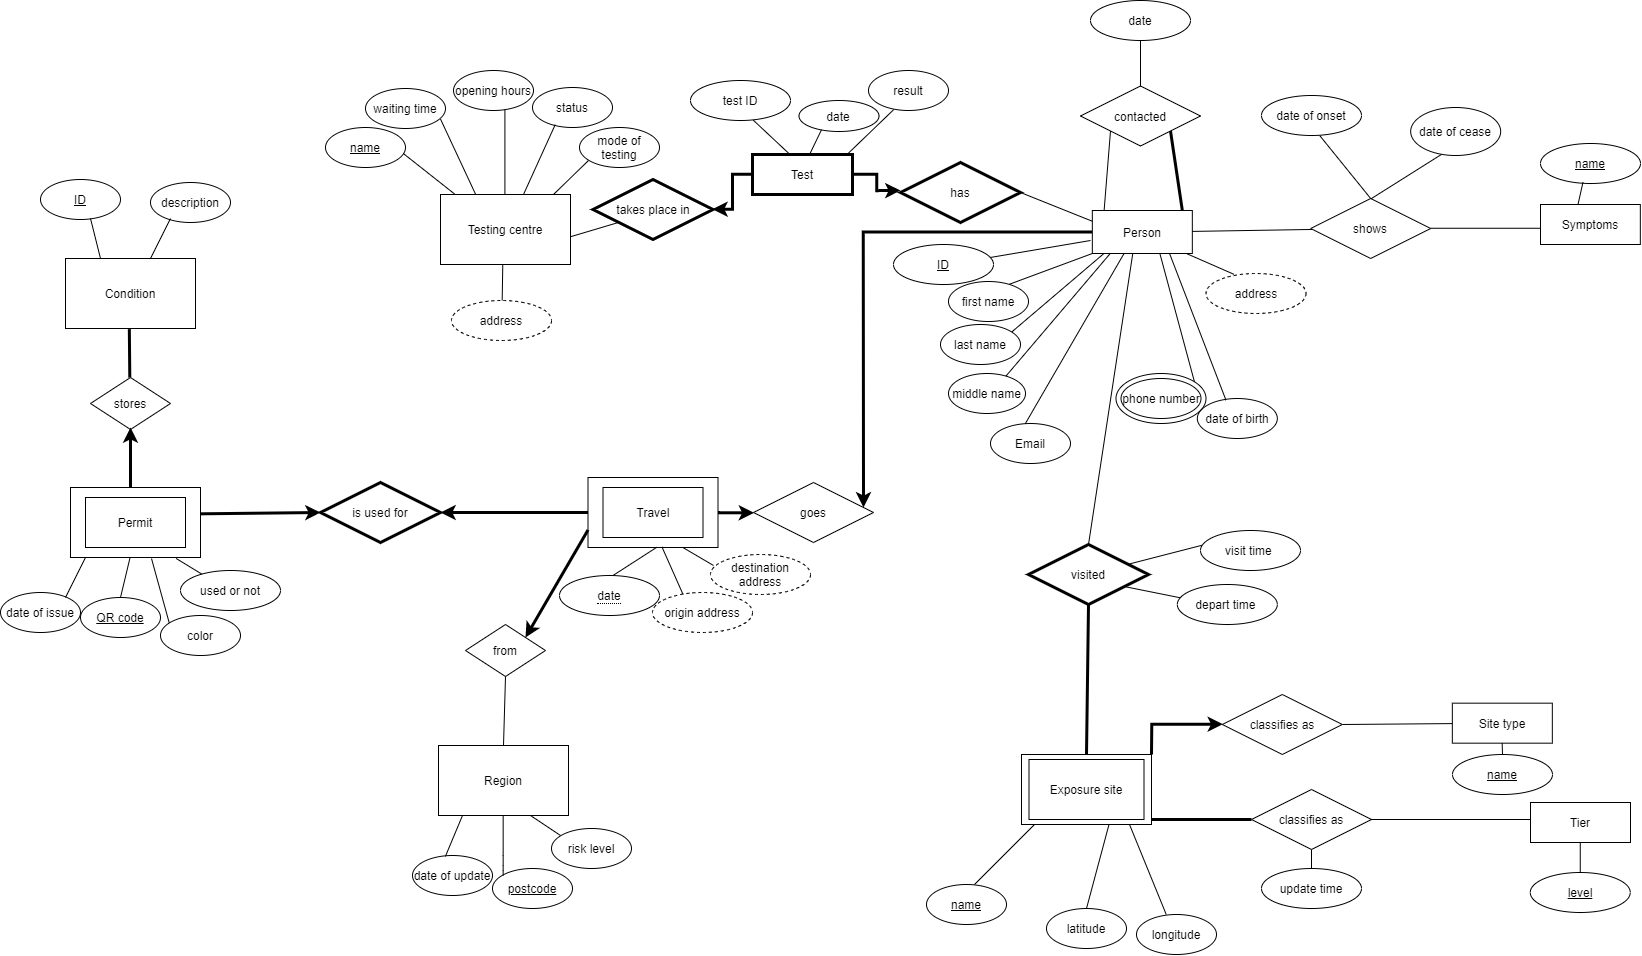 date
opening hours
result
test ID
waiting time
status
date
contacted
date of onset
date of cease
name
mode of
testing
name
Test
has
takes place in
Testing centre
Person
shows
Symptoms
ID
description
Condition
address
ID
first name
last name
middle name
Email
phone number
date of birth
address
stores
Permit
is used for
Travel
goes
date of issue
QR code
color
used or not
date
origin address
destination
address
from
Region
date of update
postcode
risk level
visited
visit time
depart time
classifies as
Site type
name
Exposure site
classifies as
Tier
update time
level
name
latitude
longitude